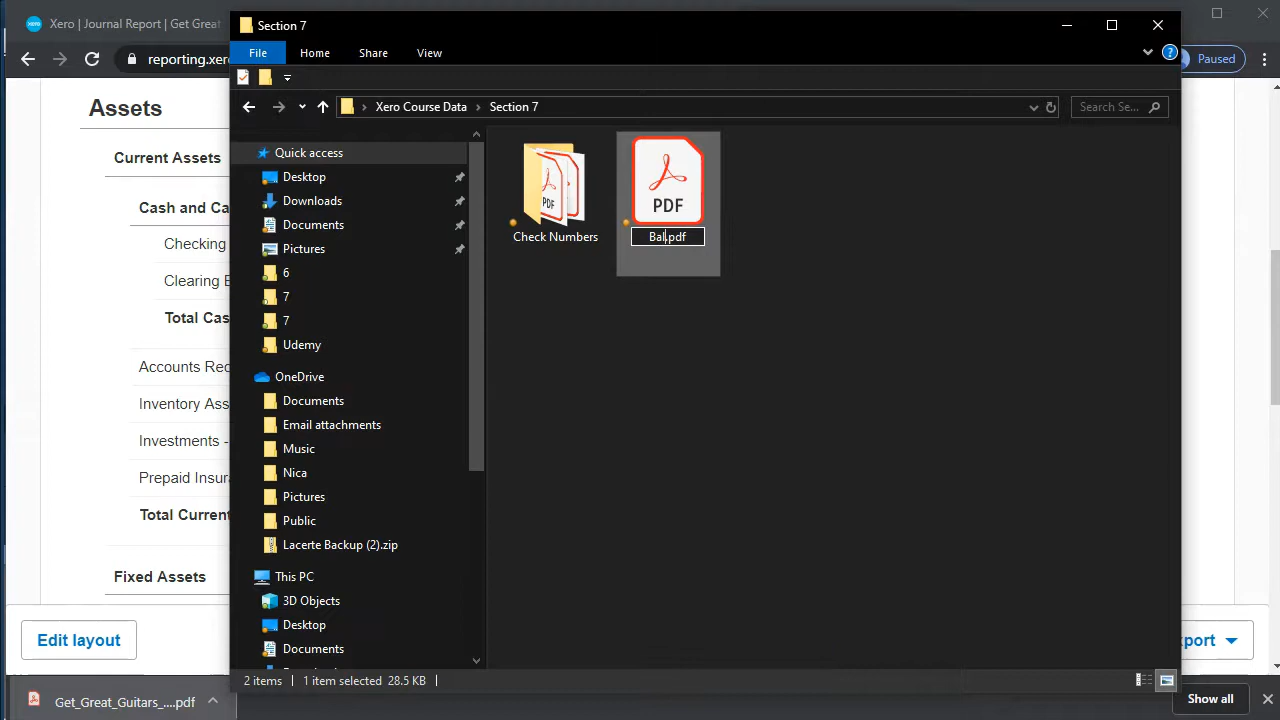 Xero | Journal Report | Get Great
Section 7
File Home Share View
reporting.xer
Paused
Xero Course Data Section 7
Search Se...
Assets
Current Assets
Cash and Ca
Checking
Clearing
Total Cas
Accounts Rec
Inventory Ass
Investments -
Prepaid Insura
Total Current
Fixed Assets
Edit layout
Quick access
Desktop
Downloads
Documents
Pictures
6
7
7
Udemy
OneDrive
Documents
Email attachments
Music
Nica
Pictures
Public
Lacerte Backup (2).zip
This PC
3D Objects
Desktop
Documents
PDF
Check Numbers
Bal.pdf
2 items 1 item selected 28.5 KB
xport
Get_Great_Guitars_....pdf
Show all